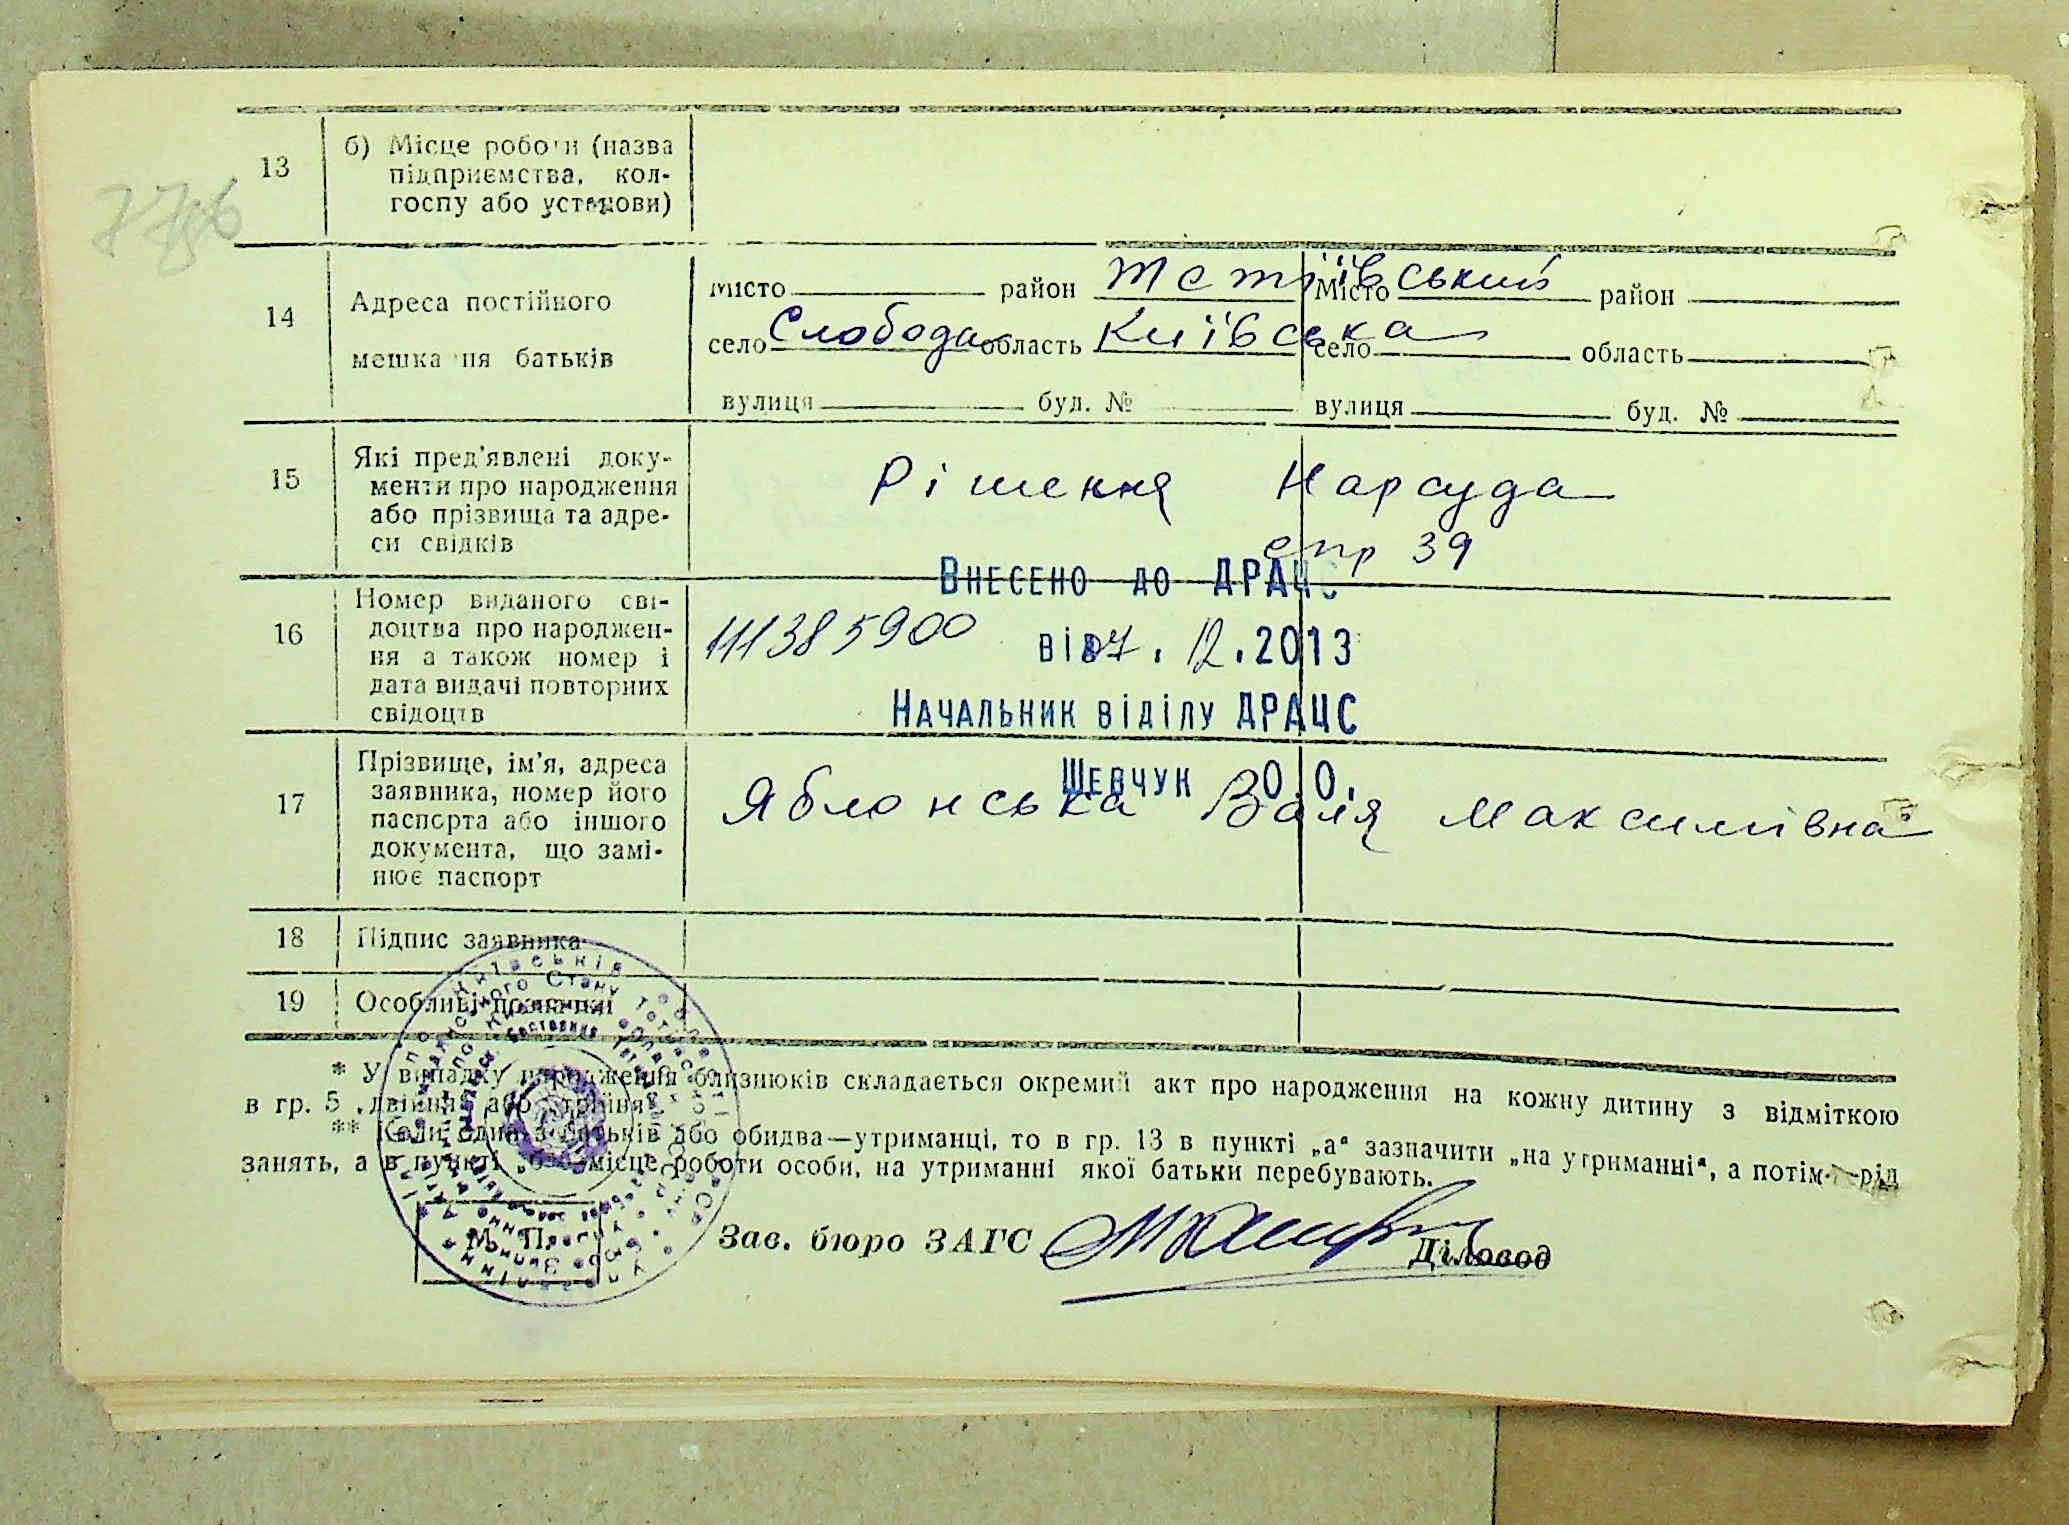 13
б) Місце роботи (назва
підприємства, кол-
госпу або установи)
14
Адреса постійного
мешкання батьків
місто район Тетіївський
село Слобода область Київська
вулиця буд. №
місто район
село область
вулиця буд. №
15
Які пред'явлені доку-
менти про народження
або прізвища та адре-
си свідків
Рішення Нарсуда
спр 39
Внесено до ДРАЦС
16
Номер виданого сві-
доцтва про народжен-
ня а також номер і
дата видачі повторних
свідоцтв
111385900
від 07.12.2013
Начальник відділу ДРАЦС
Шевчук О.О.
17
Прізвище, ім'я, адреса
заявника, номер його
паспорта або іншого
документа, що замі-
нює паспорт
Яблонська Валя Максимівна
18
Підпис заявника
19
Особливі позначки
* У випадку народження близнюків складається окремий акт про народження на кожну дитину з відміткою
в гр. 5 „двійня“ або „трійня“
** Коли один з батьків або обидва—утриманці, то в гр. 13 в пункті „а“ зазначити „на утриманні“, а потім—рід
занять, а в пункті „б“—місце роботи особи, на утриманні якої батьки перебувають.
М. П.
Зав. бюро ЗАГС
Діловод